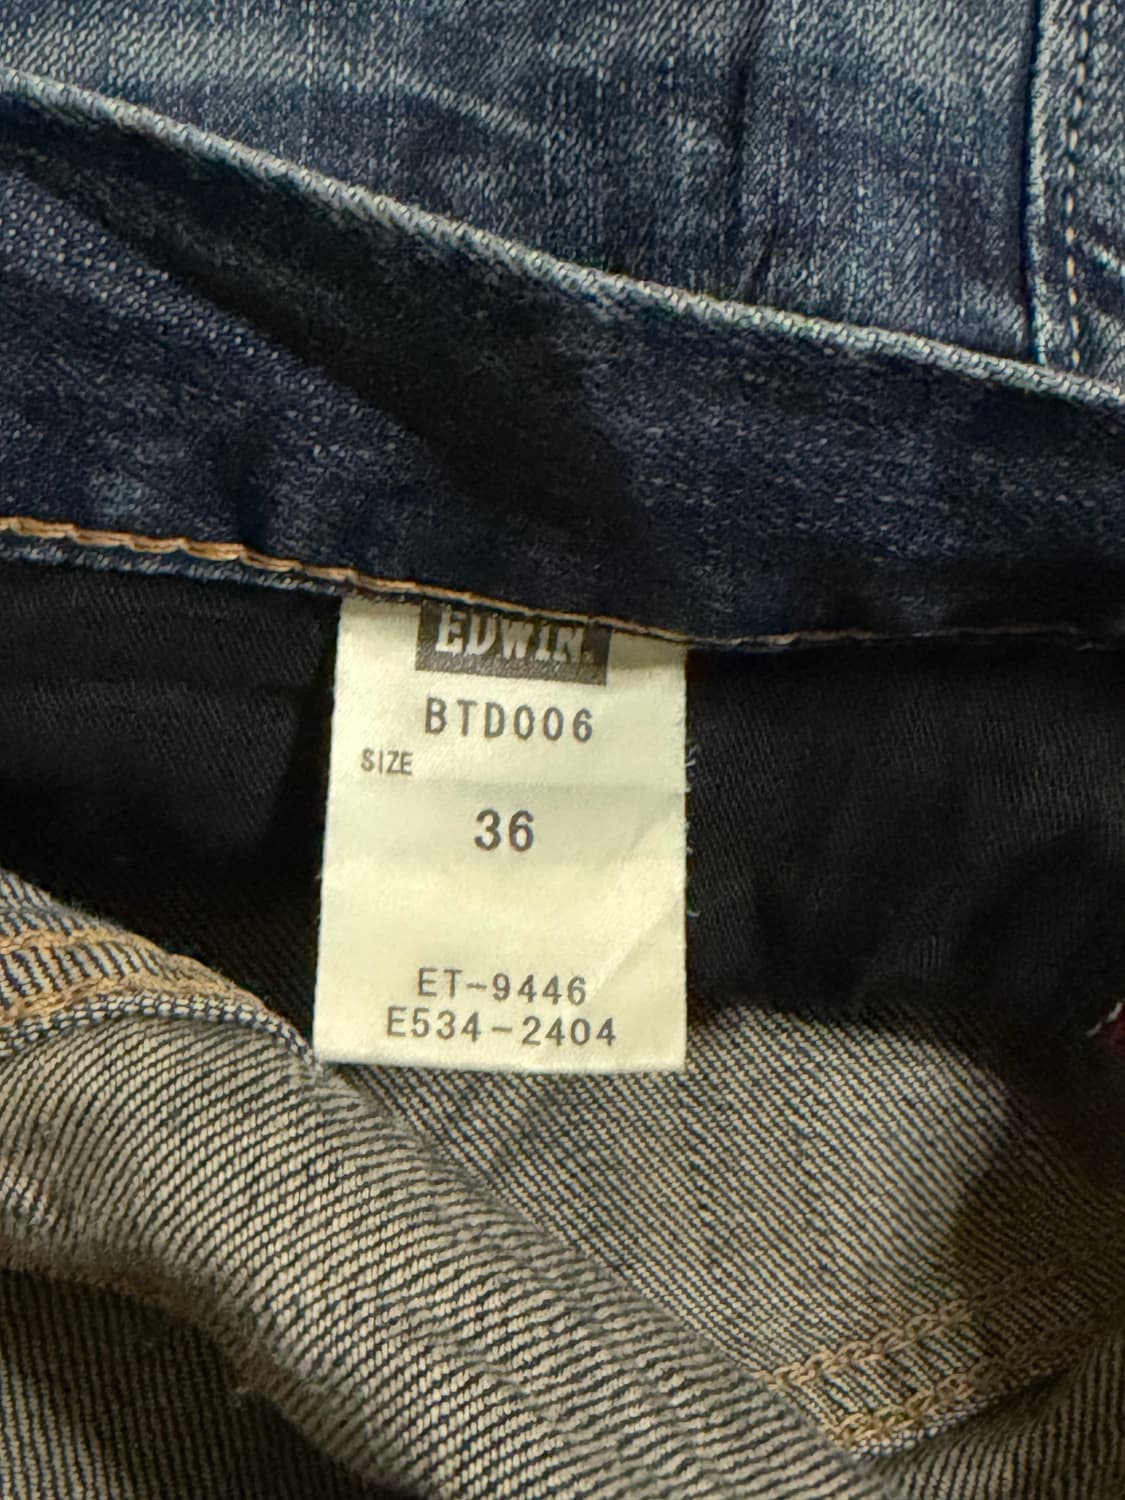 EDWIN
BTD006
SIZE
36
ET-9446
E534-2404